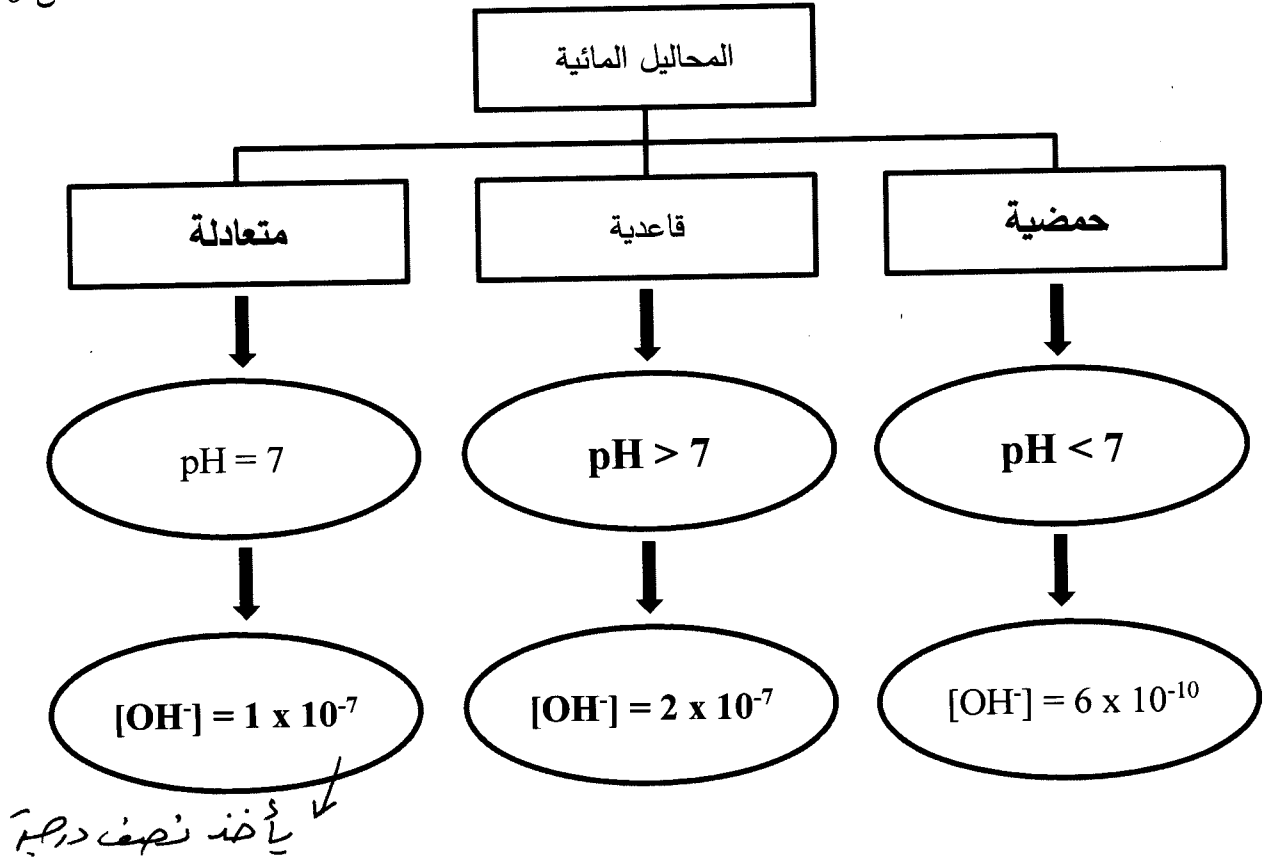 المحاليل المائية
حمضية
قاعدية
متعادلة
pH < 7
pH > 7
pH = 7
[OH⁻] = 6 x 10⁻¹⁰
[OH⁻] = 2 x 10⁻⁷
[OH⁻] = 1 x 10⁻⁷
يأخذ نصف درجة